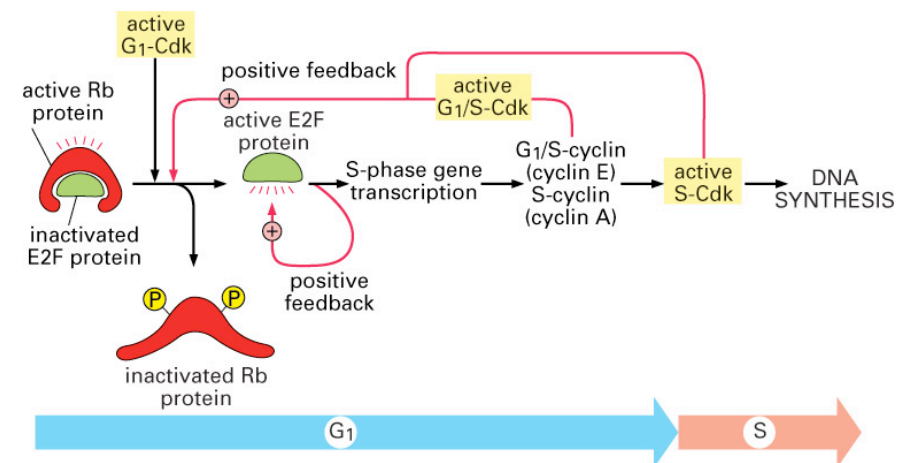 active
G1-Cdk
positive feedback
active Rb
protein
active
G1/S-Cdk
+
active E2F
protein
G1/S-cyclin
(cyclin E)
S-cyclin
(cyclin A)
S-phase gene
transcription
active
S-Cdk
DNA
SYNTHESIS
inactivated
E2F protein
+
positive
feedback
P
P
inactivated Rb
protein
G1
S